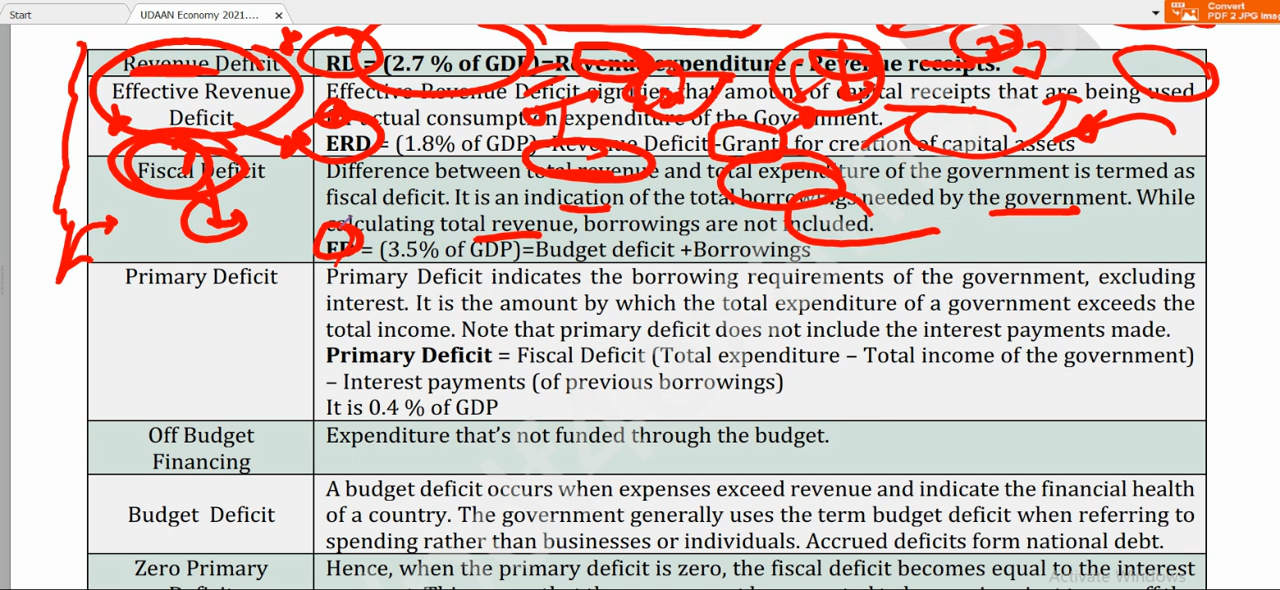 Start
UDAAN Economy 2021....
Convert
PDF 2 JPG Imag
Revenue Deficit
RD = (2.7 % of GDP)=Revenue expenditure – Revenue receipts.
Effective Revenue
Deficit
Effective Revenue Deficit signifies that amount of capital receipts that are being used
for actual consumption expenditure of the Government.
ERD = (1.8% of GDP)=Revenue Deficit-Grant for creation of capital assets
Fiscal Deficit
Difference between total revenue and total expenditure of the government is termed as
fiscal deficit. It is an indication of the total borrowings needed by the government. While
calculating total revenue, borrowings are not included.
FD = (3.5% of GDP)=Budget deficit +Borrowings
Primary Deficit
Primary Deficit indicates the borrowing requirements of the government, excluding
interest. It is the amount by which the total expenditure of a government exceeds the
total income. Note that primary deficit does not include the interest payments made.
Primary Deficit = Fiscal Deficit (Total expenditure – Total income of the government)
– Interest payments (of previous borrowings)
It is 0.4 % of GDP
Off Budget
Financing
Expenditure that's not funded through the budget.
Budget Deficit
A budget deficit occurs when expenses exceed revenue and indicate the financial health
of a country. The government generally uses the term budget deficit when referring to
spending rather than businesses or individuals. Accrued deficits form national debt.
Zero Primary
Hence, when the primary deficit is zero, the fiscal deficit becomes equal to the interest
Activate Windows